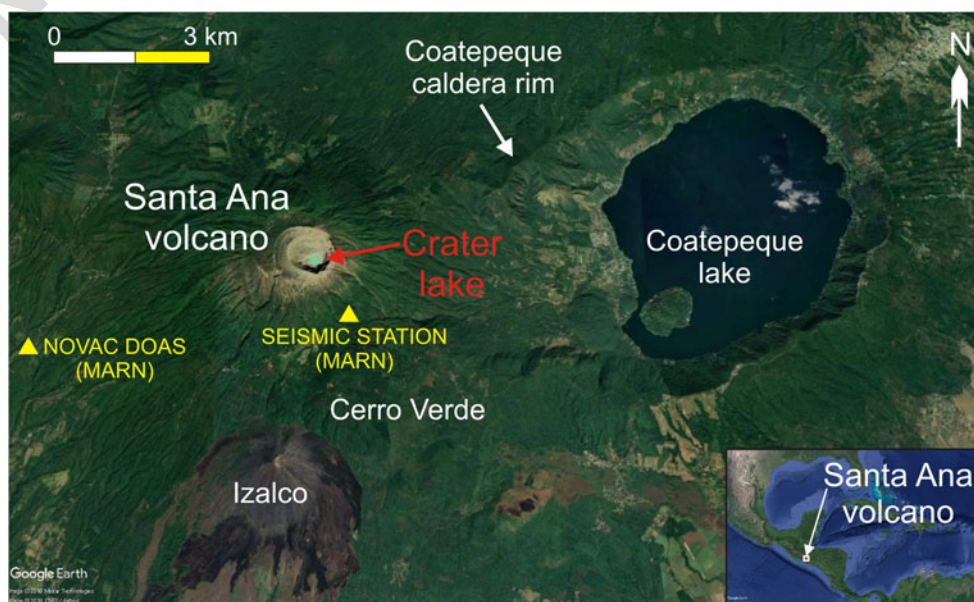 0 3 km
Coatepeque
caldera rim
N
Santa Ana
volcano
Crater
lake
Coatepeque
lake
NOVAC DOAS
(MARN)
SEISMIC STATION
(MARN)
Cerro Verde
Izalco
Santa Ana
volcano
Google Earth